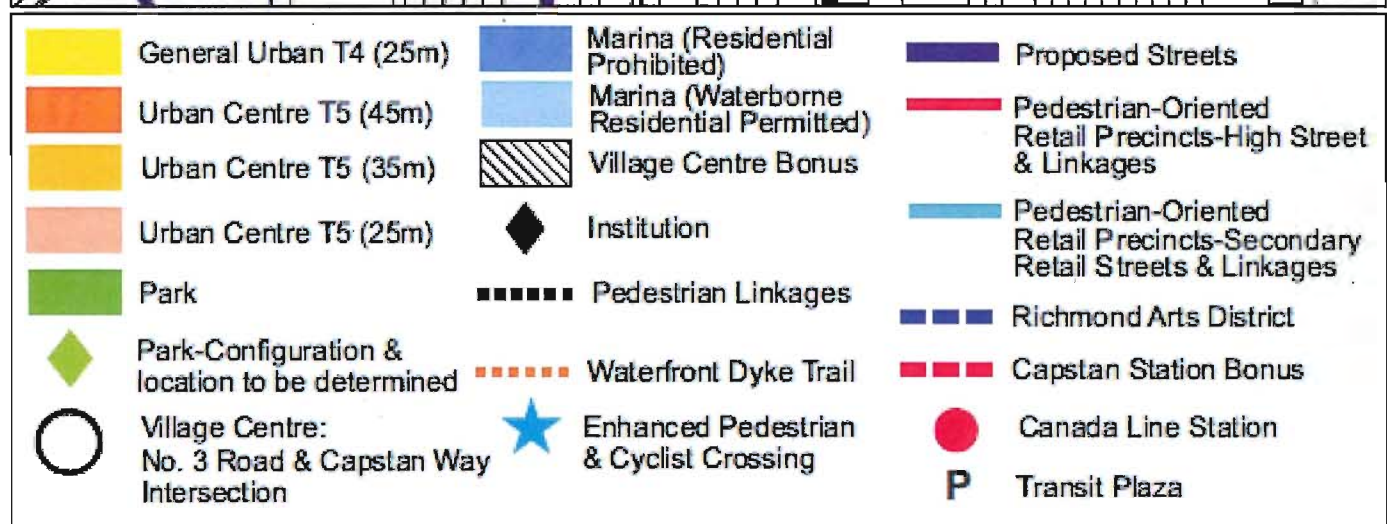 General Urban T4 (25m)
Urban Centre T5 (45m)
Urban Centre T5 (35m)
Urban Centre T5 (25m)
Park
Park-Configuration &
location to be determined
Village Centre:
No. 3 Road & Capstan Way
Intersection
Marina (Residential
Prohibited)
Marina (Waterborne
Residential Permitted)
Village Centre Bonus
Institution
Pedestrian Linkages
Waterfront Dyke Trail
Enhanced Pedestrian
& Cyclist Crossing
Proposed Streets
Pedestrian-Oriented
Retail Precincts-High Street
& Linkages
Pedestrian-Oriented
Retail Precincts-Secondary
Retail Streets & Linkages
Richmond Arts District
Capstan Station Bonus
Canada Line Station
P Transit Plaza